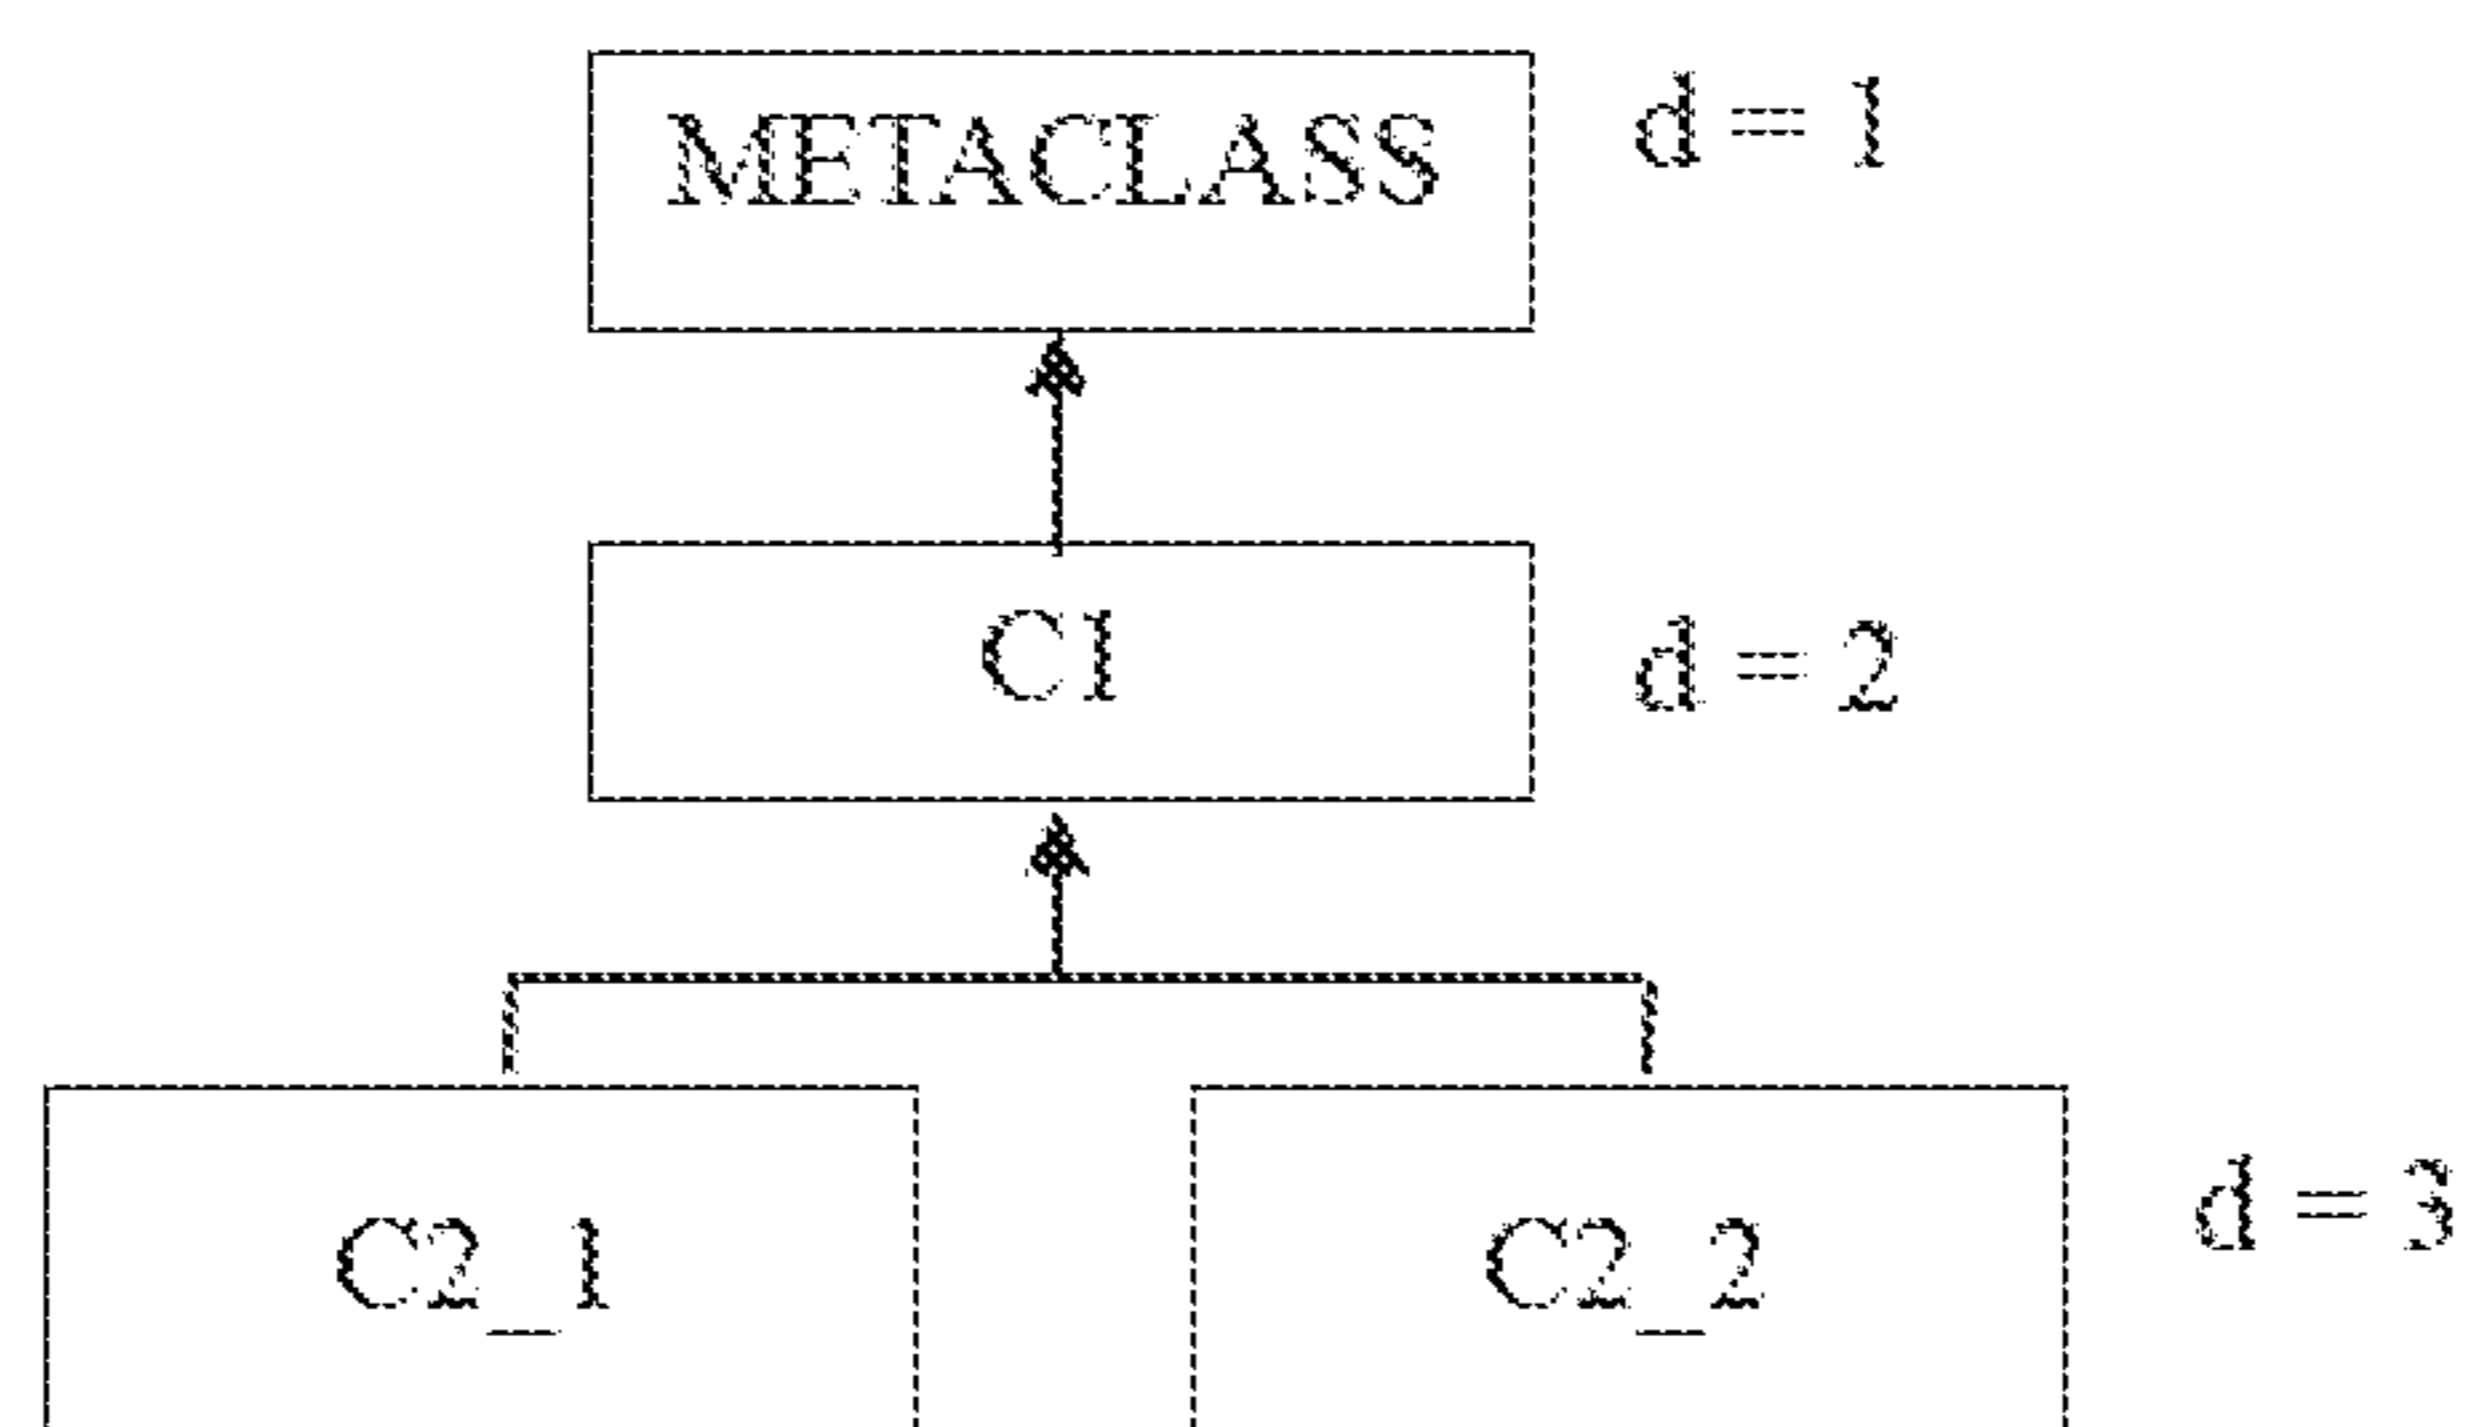 METACLASS d = 1
C1 d = 2
C2_1 C2_2 d = 3